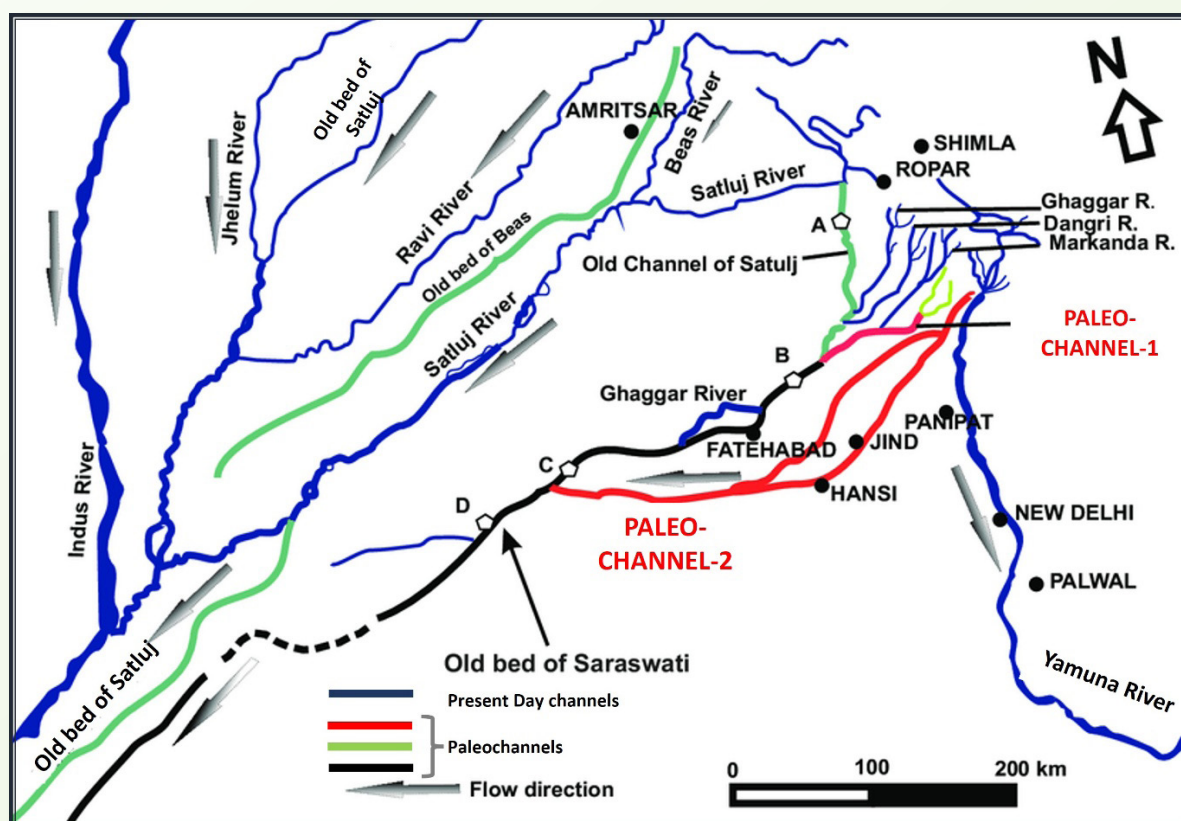 Old bed of
Satluj
AMRITSAR
Beas River
N
SHIMLA
ROPAR
Jhelum River
Ravi River
Satluj River
Ghaggar R.
Dangri R.
Markanda R.
A
Old bed of Beas
Old Channel of Satulj
Satluj River
PALEO-
CHANNEL-1
B
Ghaggar River
PANIPAT
FATEHABAD
JIND
C
HANSI
Indus River
D
NEW DELHI
PALEO-
CHANNEL-2
PALWAL
Old bed of Satluj
Old bed of Saraswati
Yamuna River
Present Day channels
Paleochannels
Flow direction
0 100 200 km